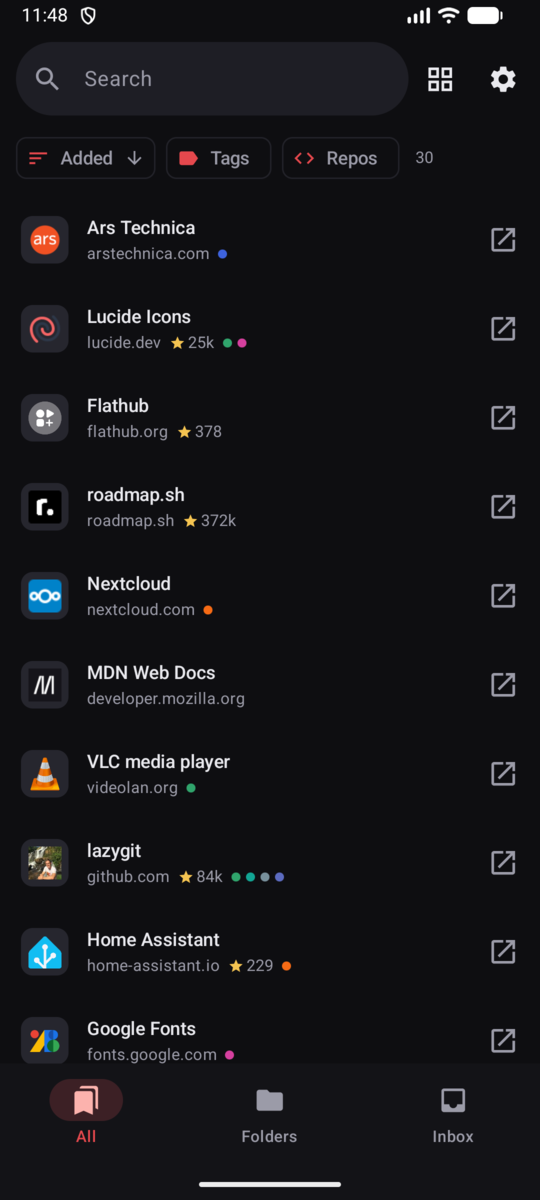 11:48
Search
Added
Tags
Repos
30
ars
Ars Technica
arstechnica.com
Lucide Icons
lucide.dev 25k
Flathub
flathub.org 378
r.
roadmap.sh
roadmap.sh 372k
Nextcloud
nextcloud.com
MDN Web Docs
developer.mozilla.org
VLC media player
videolan.org
lazygit
github.com 84k
Home Assistant
home-assistant.io 229
Google Fonts
fonts.google.com
All
Folders
Inbox